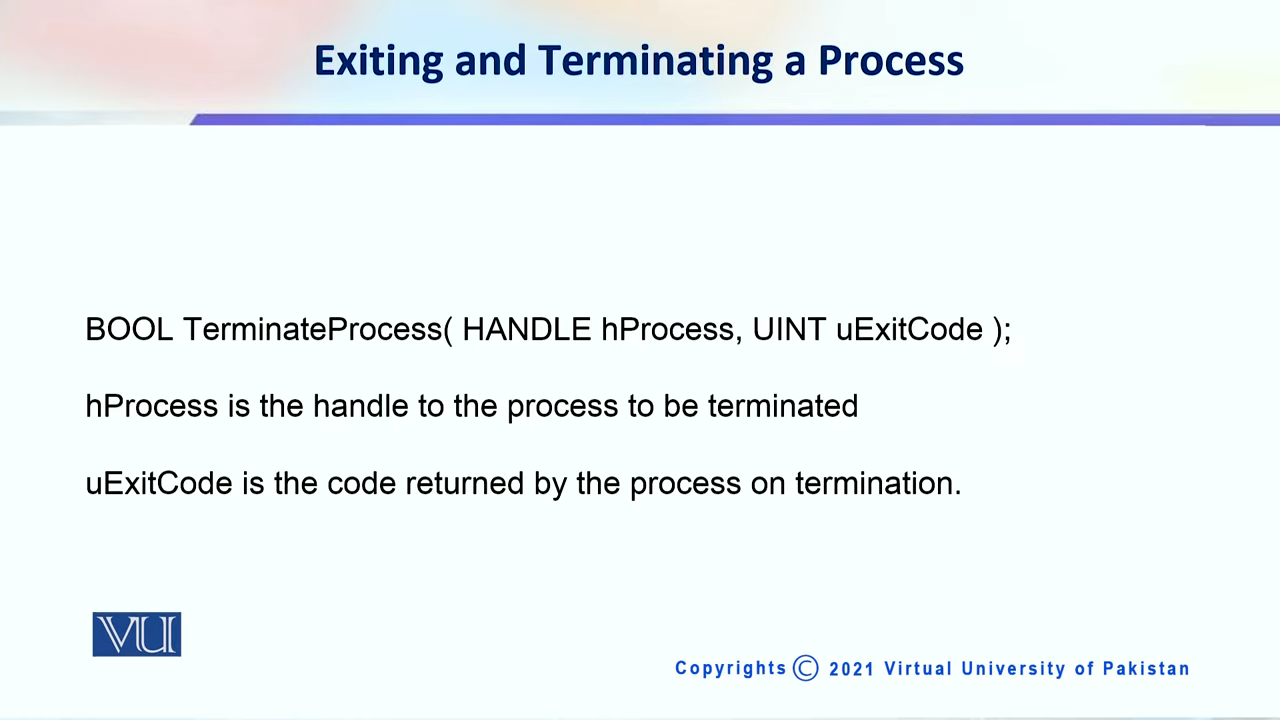 Exiting and Terminating a Process
BOOL TerminateProcess( HANDLE hProcess, UINT uExitCode );
hProcess is the handle to the process to be terminated
uExitCode is the code returned by the process on termination.
VU
Copyrights © 2021 Virtual University of Pakistan